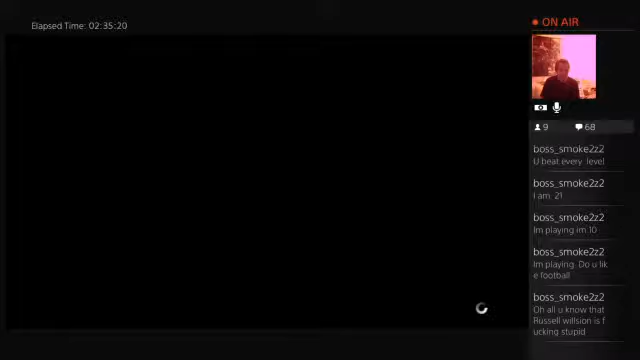 Elapsed Time: 02:35:20
ON AIR
9 68
boss_smoke2z2
U beat every level
boss_smoke2z2
I am 21
boss_smoke2z2
Im playing im 10
boss_smoke2z2
Im playing. Do u lik
e football
boss_smoke2z2
Oh all u know that
Russell willsion is f
ucking stupid